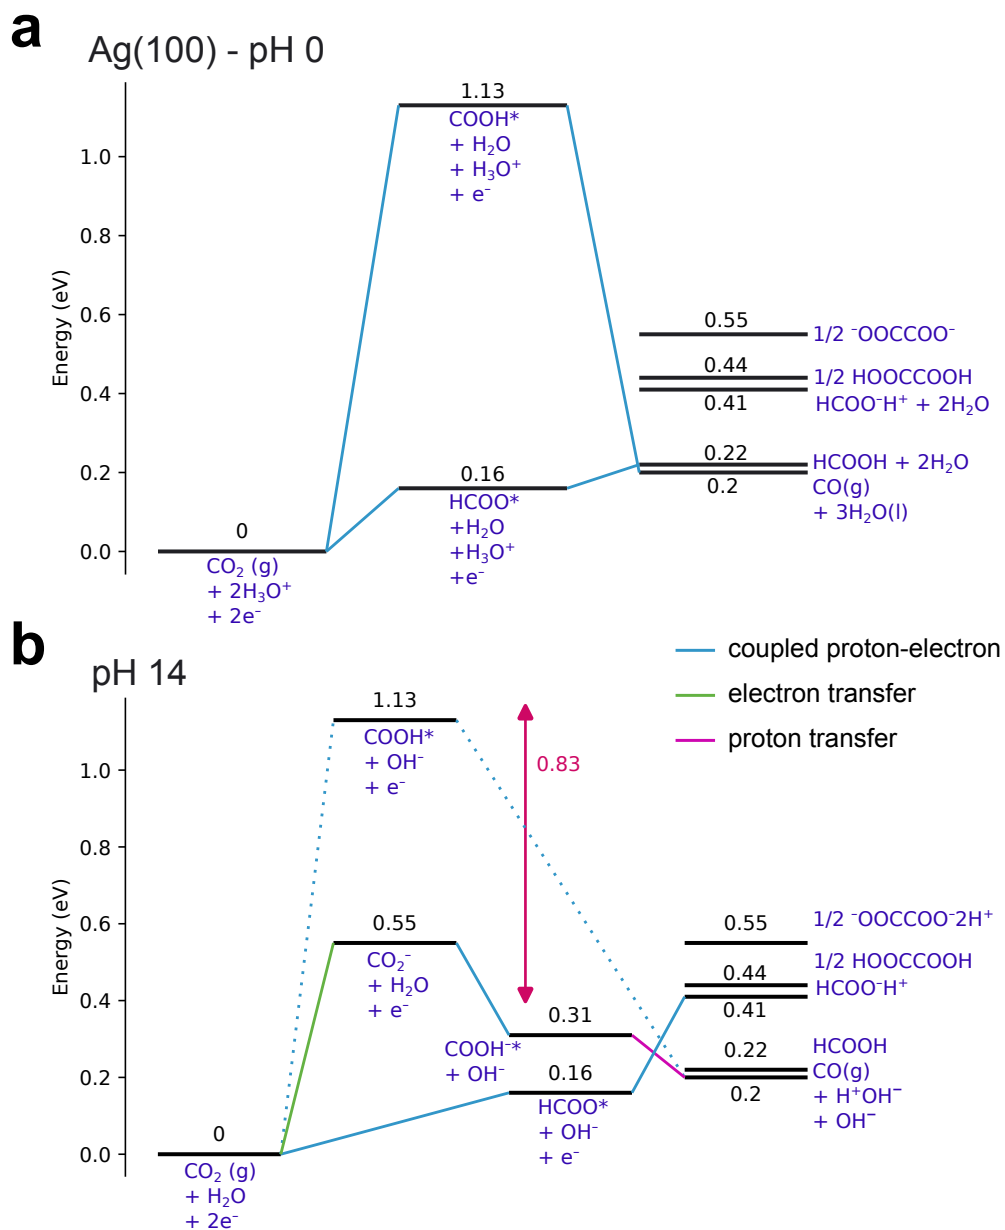 a
Ag(100) - pH 0
Energy (eV)
1.0
0.8
0.6
0.4
0.2
0.0
0
CO₂ (g)
+ 2H₃O⁺
+ 2e⁻
1.13
COOH*
+ H₂O
+ H₃O⁺
+ e⁻
0.16
HCOO*
+H₂O
+H₃O⁺
+e⁻
0.55
1/2 ⁻OOCCOO⁻
0.44
1/2 HOOCCOOH
0.41
HCOO⁻H⁺ + 2H₂O
0.22
HCOOH + 2H₂O
0.2
CO(g)
+ 3H₂O(l)
b
pH 14
coupled proton-electron
electron transfer
proton transfer
Energy (eV)
1.0
0.8
0.6
0.4
0.2
0.0
0
CO₂ (g)
+ H₂O
+ 2e⁻
1.13
COOH*
+ OH⁻
+ e⁻
0.83
0.55
CO₂⁻
+ H₂O
+ e⁻
0.31
COOH⁻*
+ OH⁻
0.16
HCOO*
+ OH⁻
+ e⁻
0.55
1/2 ⁻OOCCOO⁻2H⁺
0.44
1/2 HOOCCOOH
0.41
HCOO⁻H⁺
0.22
HCOOH
0.2
CO(g)
+ H⁺OH⁻
+ OH⁻